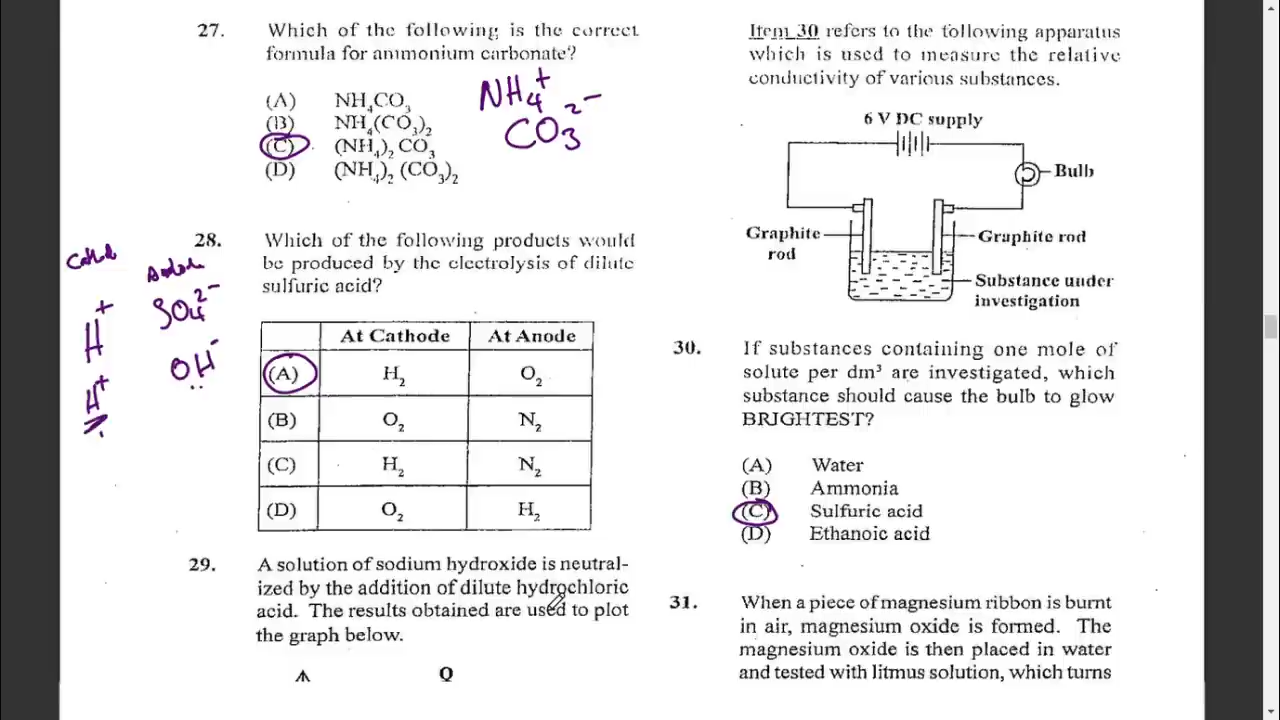 27. Which of the following is the correct
formula for ammonium carbonate?
(A) NH₄CO₃
(B) NH₄(CO₃)₂
(C) (NH₄)₂ CO₃
(D) (NH₄)₂ (CO₃)₂
NH₄⁺
CO₃²⁻
28. Which of the following products would
be produced by the electrolysis of dilute
sulfuric acid?
Anode
SO₄²⁻
H⁺
OH⁻
H⁺
At Cathode At Anode
(A) H₂ O₂
(B) O₂ N₂
(C) H₂ N₂
(D) O₂ H₂
29. A solution of sodium hydroxide is neutral-
ized by the addition of dilute hydrochloric
acid. The results obtained are used to plot
the graph below.
Q
Item 30 refers to the following apparatus
which is used to measure the relative
conductivity of various substances.
6 V DC supply
Bulb
Graphite
rod
Graphite rod
Substance under
investigation
30. If substances containing one mole of
solute per dm³ are investigated, which
substance should cause the bulb to glow
BRIGHTEST?
(A) Water
(B) Ammonia
(C) Sulfuric acid
(D) Ethanoic acid
31. When a piece of magnesium ribbon is burnt
in air, magnesium oxide is formed. The
magnesium oxide is then placed in water
and tested with litmus solution, which turns